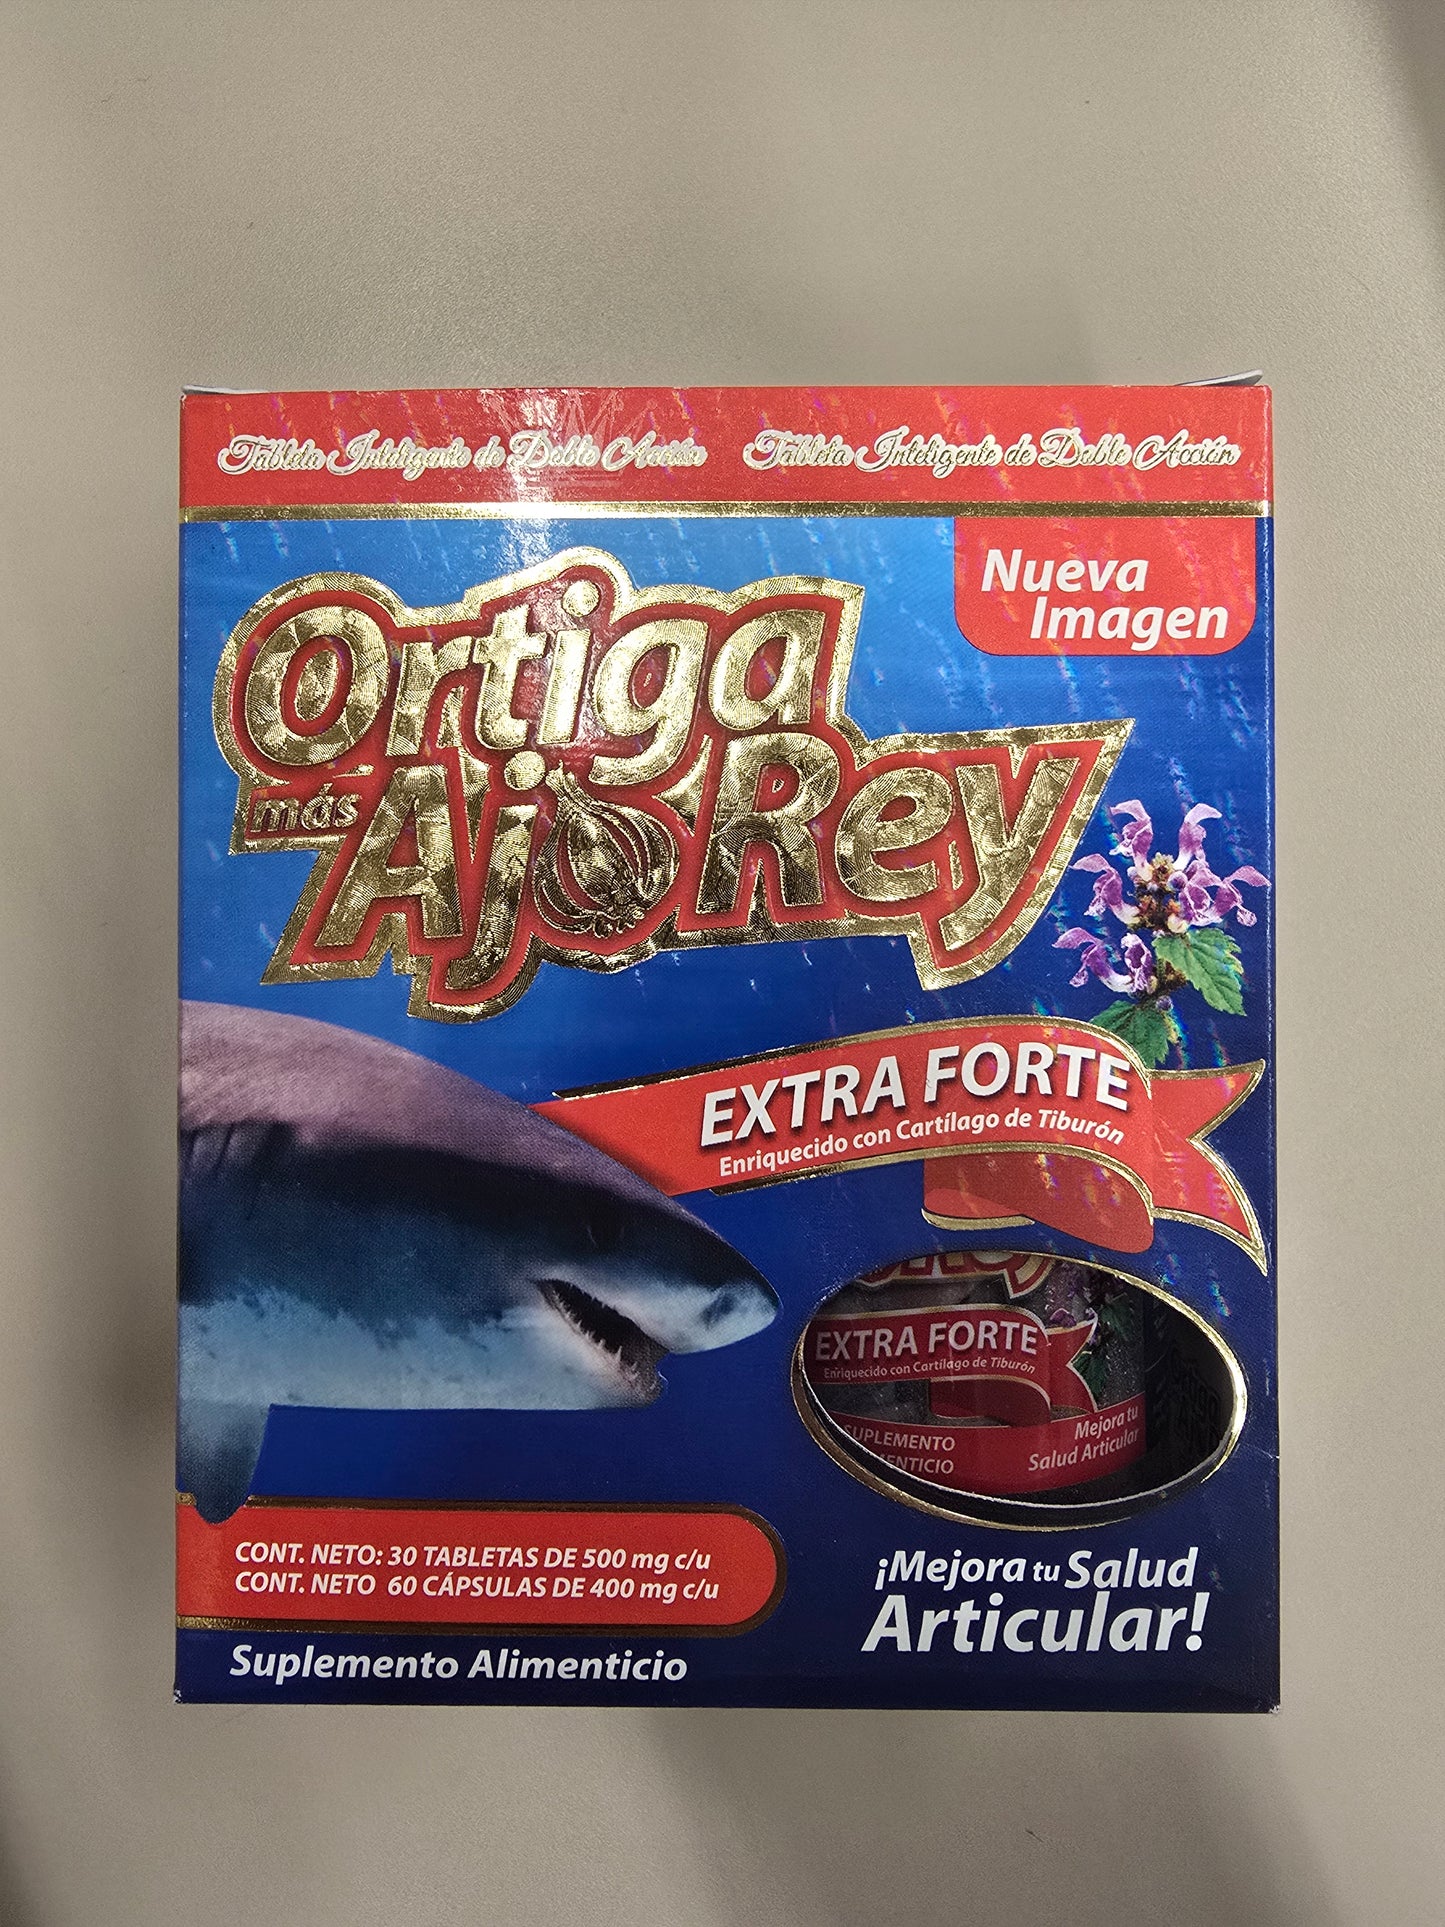 Tableta Inteligente de Doble Acción Tableta Inteligente de Doble Acción
Nueva
Imagen
Ortiga
más Ajo Rey
EXTRA FORTE
Enriquecido con Cartílago de Tiburón
EXTRA FORTE
Enriquecido con Cartílago de Tiburón
SUPLEMENTO
Mejora tu
Salud Articular
CONT. NETO: 30 TABLETAS DE 500 mg c/u
CONT. NETO 60 CÁPSULAS DE 400 mg c/u
Suplemento Alimenticio
¡Mejora tu Salud
Articular!